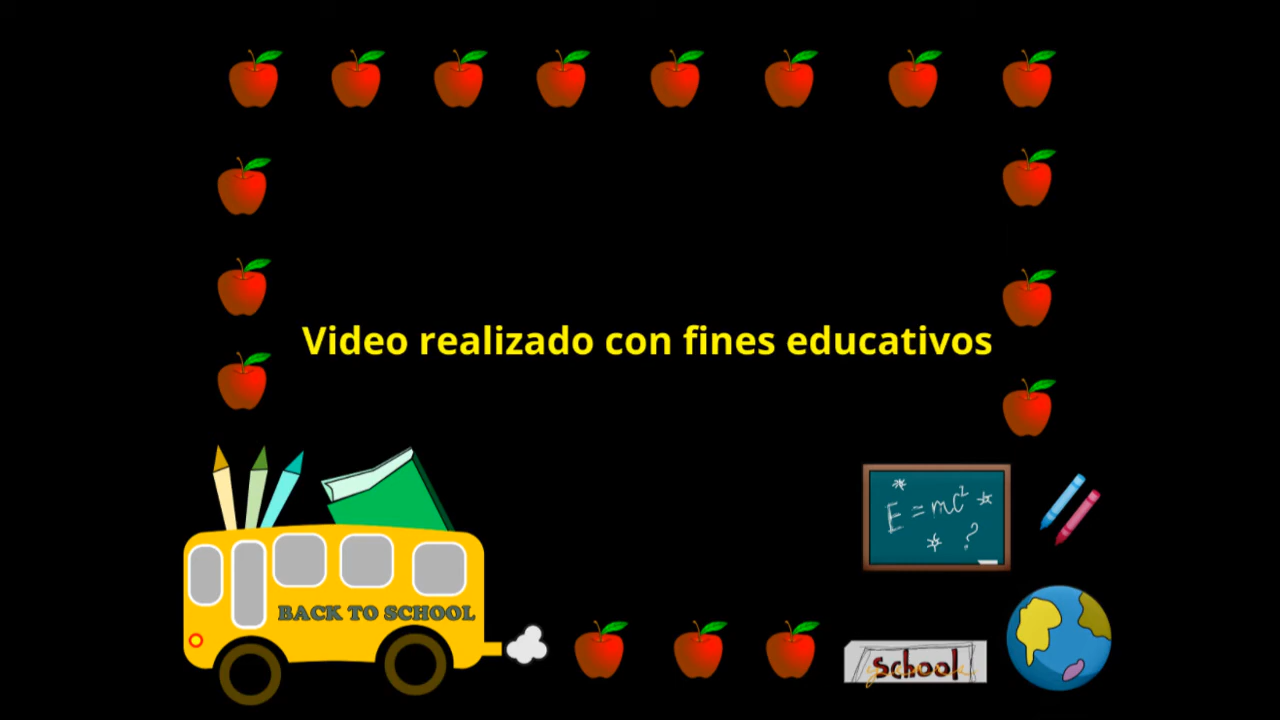 Video realizado con fines educativos
E = mc²
?
BACK TO SCHOOL
school